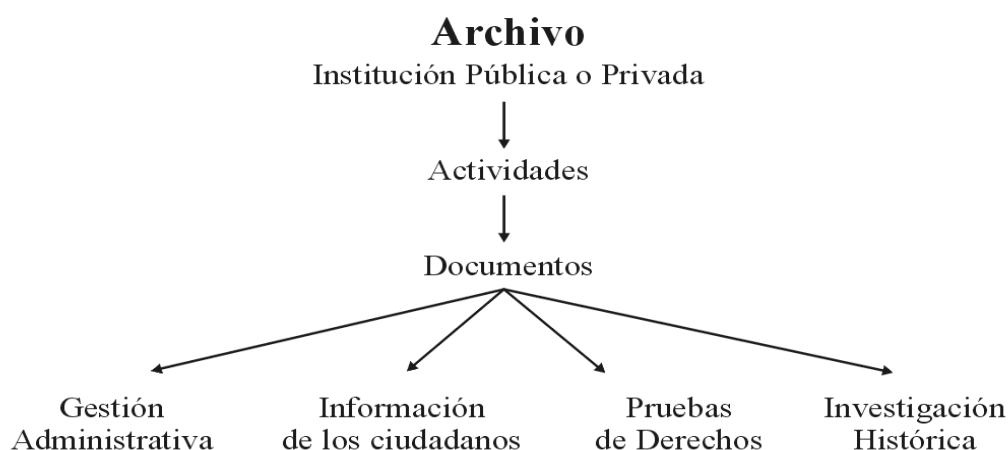 Archivo
Institución Pública o Privada
Actividades
Documentos
Gestión
Administrativa
Información
de los ciudadanos
Pruebas
de Derechos
Investigación
Histórica